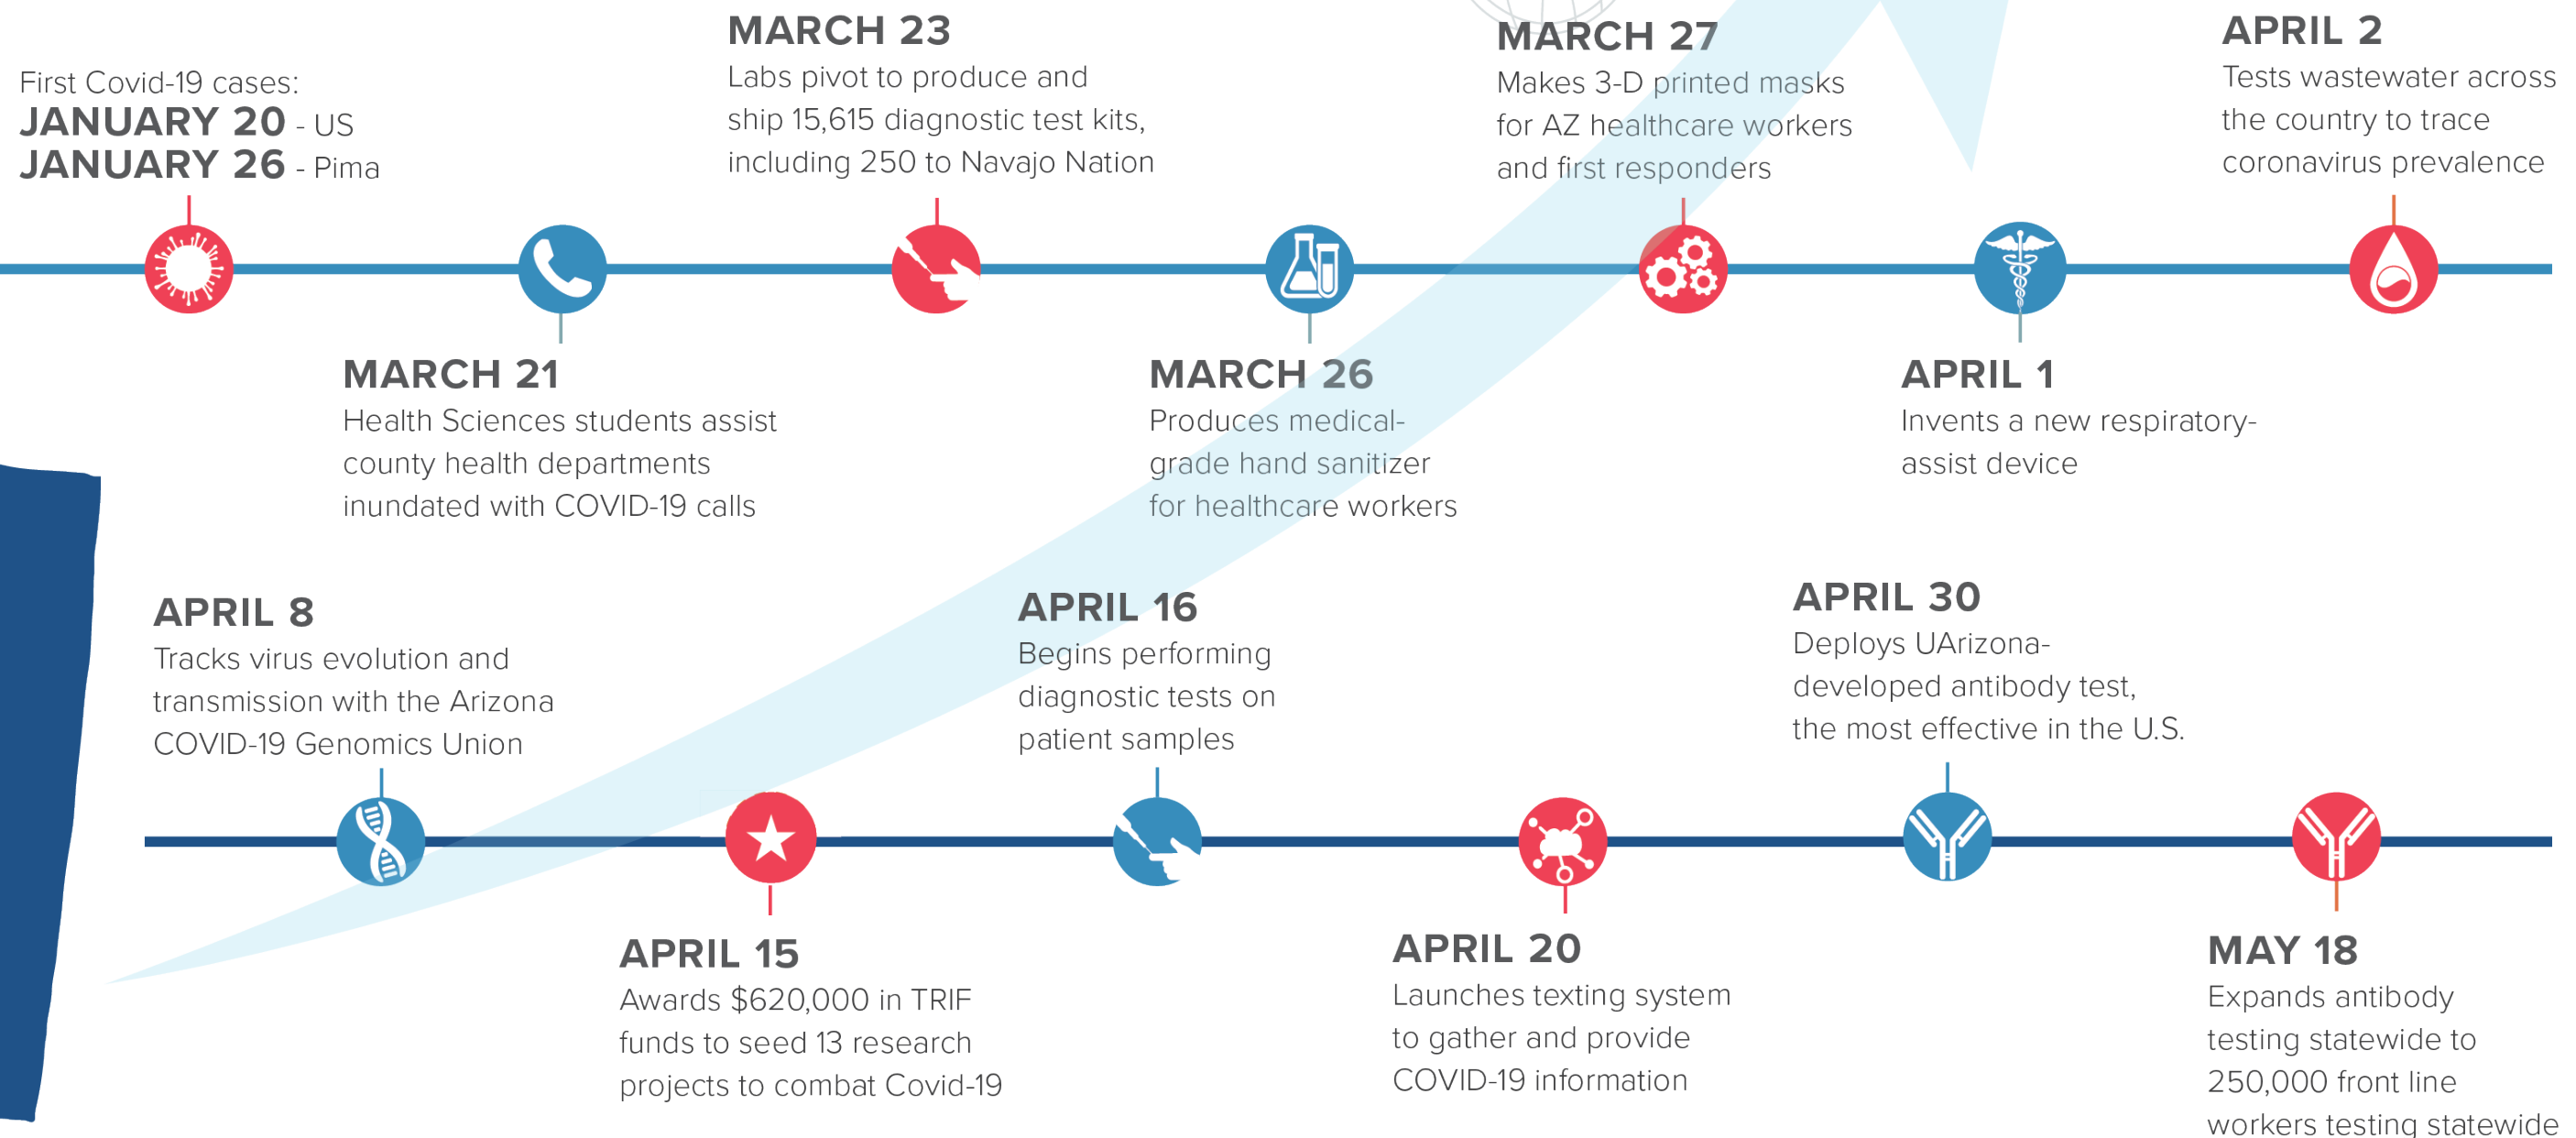 First Covid-19 cases:
JANUARY 20 - US
JANUARY 26 - Pima
MARCH 21
Health Sciences students assist
county health departments
inundated with COVID-19 calls
MARCH 23
Labs pivot to produce and
ship 15,615 diagnostic test kits,
including 250 to Navajo Nation
MARCH 26
Produces medical-
grade hand sanitizer
for healthcare workers
MARCH 27
Makes 3-D printed masks
for AZ healthcare workers
and first responders
APRIL 1
Invents a new respiratory-
assist device
APRIL 2
Tests wastewater across
the country to trace
coronavirus prevalence
APRIL 8
Tracks virus evolution and
transmission with the Arizona
COVID-19 Genomics Union
APRIL 15
Awards $620,000 in TRIF
funds to seed 13 research
projects to combat Covid-19
APRIL 16
Begins performing
diagnostic tests on
patient samples
APRIL 20
Launches texting system
to gather and provide
COVID-19 information
APRIL 30
Deploys UArizona-
developed antibody test,
the most effective in the U.S.
MAY 18
Expands antibody
testing statewide to
250,000 front line
workers testing statewide